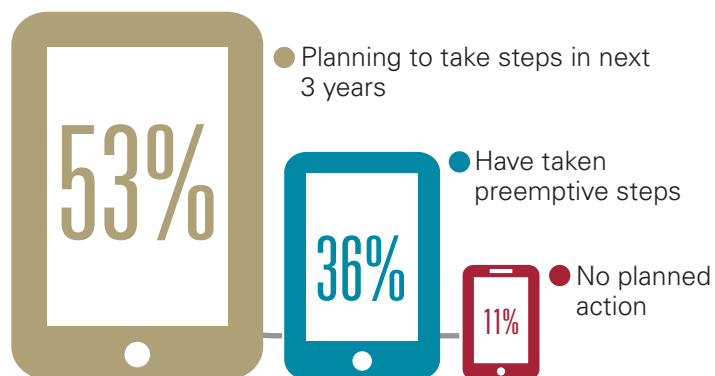 53%
Planning to take steps in next
3 years
36%
Have taken
preemptive steps
11%
No planned
action